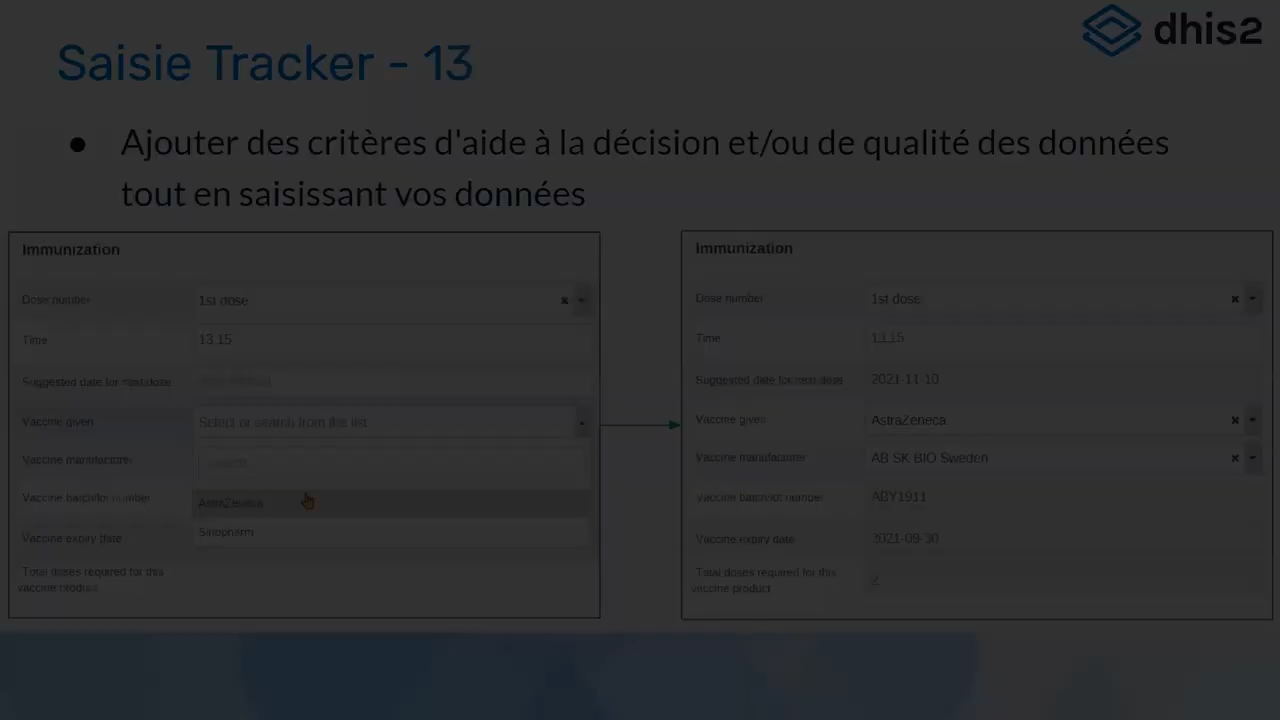 dhis2
Saisie Tracker - 13
● Ajouter des critères d'aide à la décision et/ou de qualité des données
tout en saisissant vos données
Immunization
Dose number 1st dose
Time 13:15
Suggested date for next dose
Vaccine given Select or search from the list
Vaccine manufacturer
Vaccine batch/lot number AstraZeneca
Sinopharm
Vaccine expiry date
Total doses required for this
vaccine product
Immunization
Dose number 1st dose
Time 13:15
Suggested date for next dose 2021-11-10
Vaccine given AstraZeneca
Vaccine manufacturer AB SK BIO Sweden
Vaccine batch/lot number ABY1911
Vaccine expiry date 2021-09-30
Total doses required for this
vaccine product 2